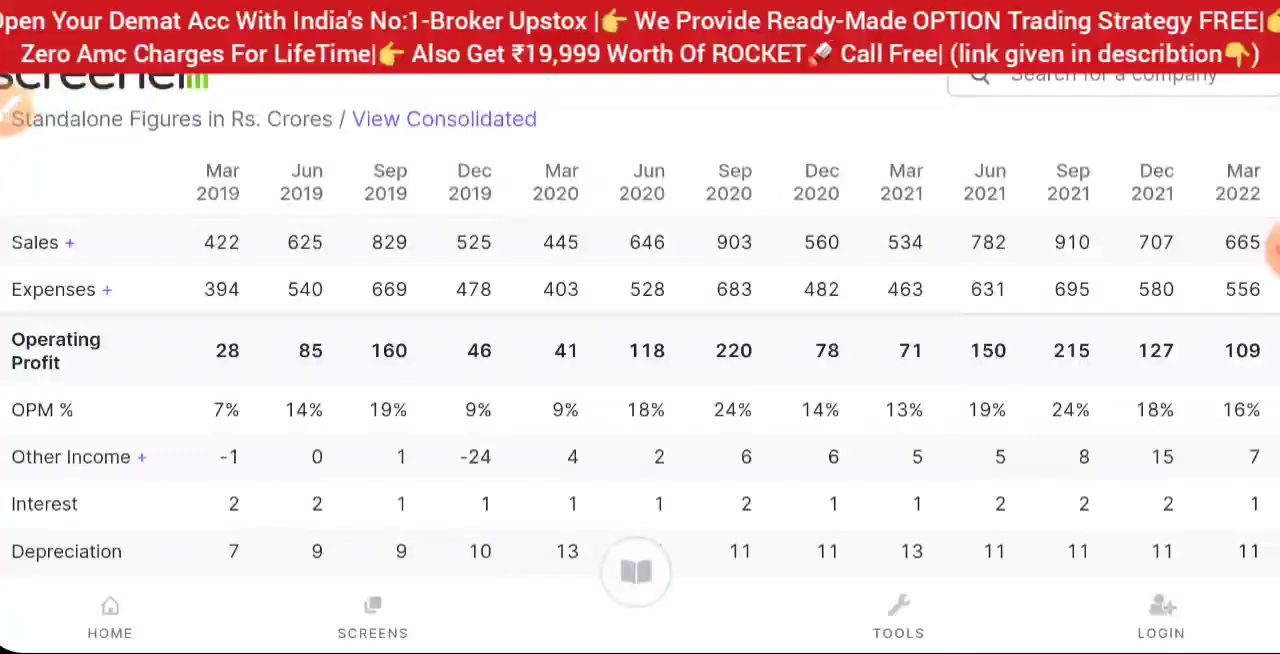 Open Your Demat Acc With India's No:1-Broker Upstox |👉 We Provide Ready-Made OPTION Trading Strategy FREE|👉
Zero Amc Charges For LifeTime|👉 Also Get ₹19,999 Worth Of ROCKET🚀 Call Free| (link given in describtion👇)
screener
Search for a company
Standalone Figures in Rs. Crores / View Consolidated
Mar 2019 Jun 2019 Sep 2019 Dec 2019 Mar 2020 Jun 2020 Sep 2020 Dec 2020 Mar 2021 Jun 2021 Sep 2021 Dec 2021 Mar 2022
Sales + 422 625 829 525 445 646 903 560 534 782 910 707 665
Expenses + 394 540 669 478 403 528 683 482 463 631 695 580 556
Operating Profit 28 85 160 46 41 118 220 78 71 150 215 127 109
OPM % 7% 14% 19% 9% 9% 18% 24% 14% 13% 19% 24% 18% 16%
Other Income + -1 0 1 -24 4 2 6 6 5 5 8 15 7
Interest 2 2 1 1 1 1 2 1 1 2 2 2 1
Depreciation 7 9 9 10 13 11 11 13 11 11 11 11
HOME SCREENS TOOLS LOGIN